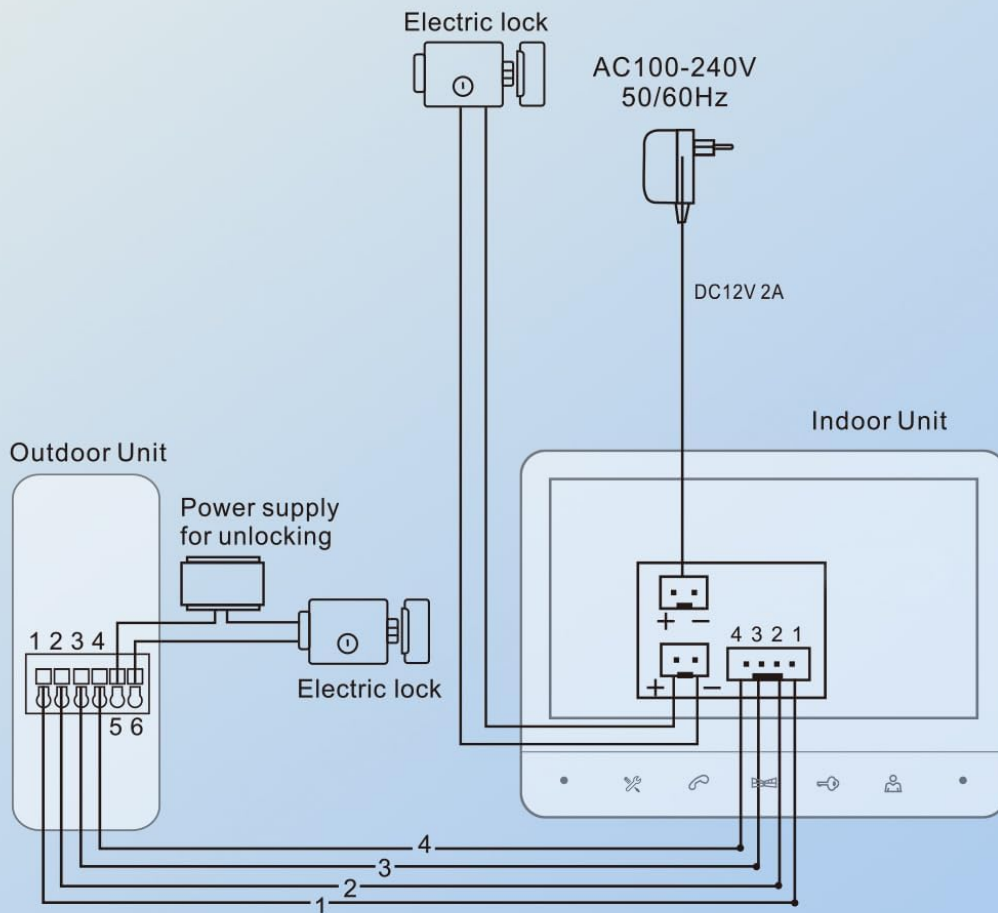 Electric lock
AC100-240V
50/60Hz
DC12V 2A
Indoor Unit
Outdoor Unit
Power supply
for unlocking
1 2 3 4
+ -
4 3 2 1
Electric lock
+ -
5 6
4
3
2
1